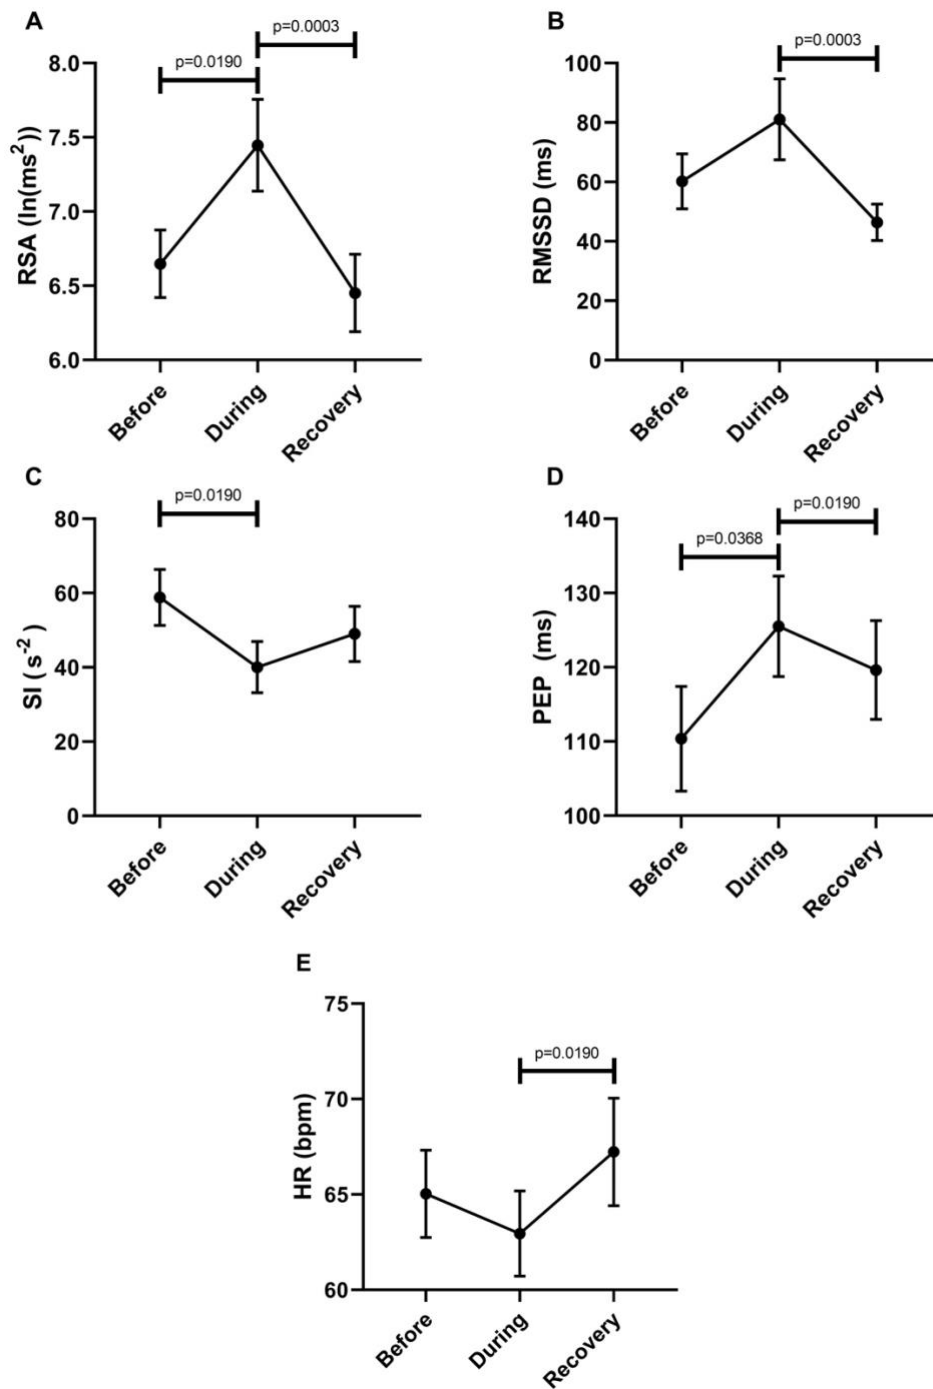 A
p=0.0003
p=0.0190
8.0
7.5
7.0
6.5
6.0
RSA (ln(ms²))
Before
During
Recovery
B
p=0.0003
100
80
60
40
20
0
RMSSD (ms)
Before
During
Recovery
C
p=0.0190
80
60
40
20
0
SI ( s⁻² )
Before
During
Recovery
D
p=0.0190
p=0.0368
140
130
120
110
100
PEP (ms)
Before
During
Recovery
E
p=0.0190
75
70
65
60
HR (bpm)
Before
During
Recovery